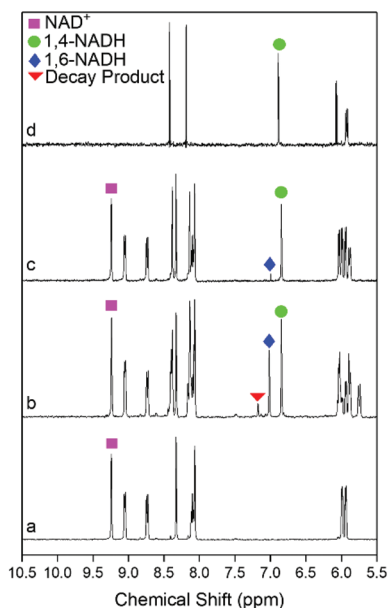 NAD⁺
1,4-NADH
1,6-NADH
Decay Product
d
c
b
a
10.5 10.0 9.5 9.0 8.5 8.0 7.5 7.0 6.5 6.0 5.5
Chemical Shift (ppm)